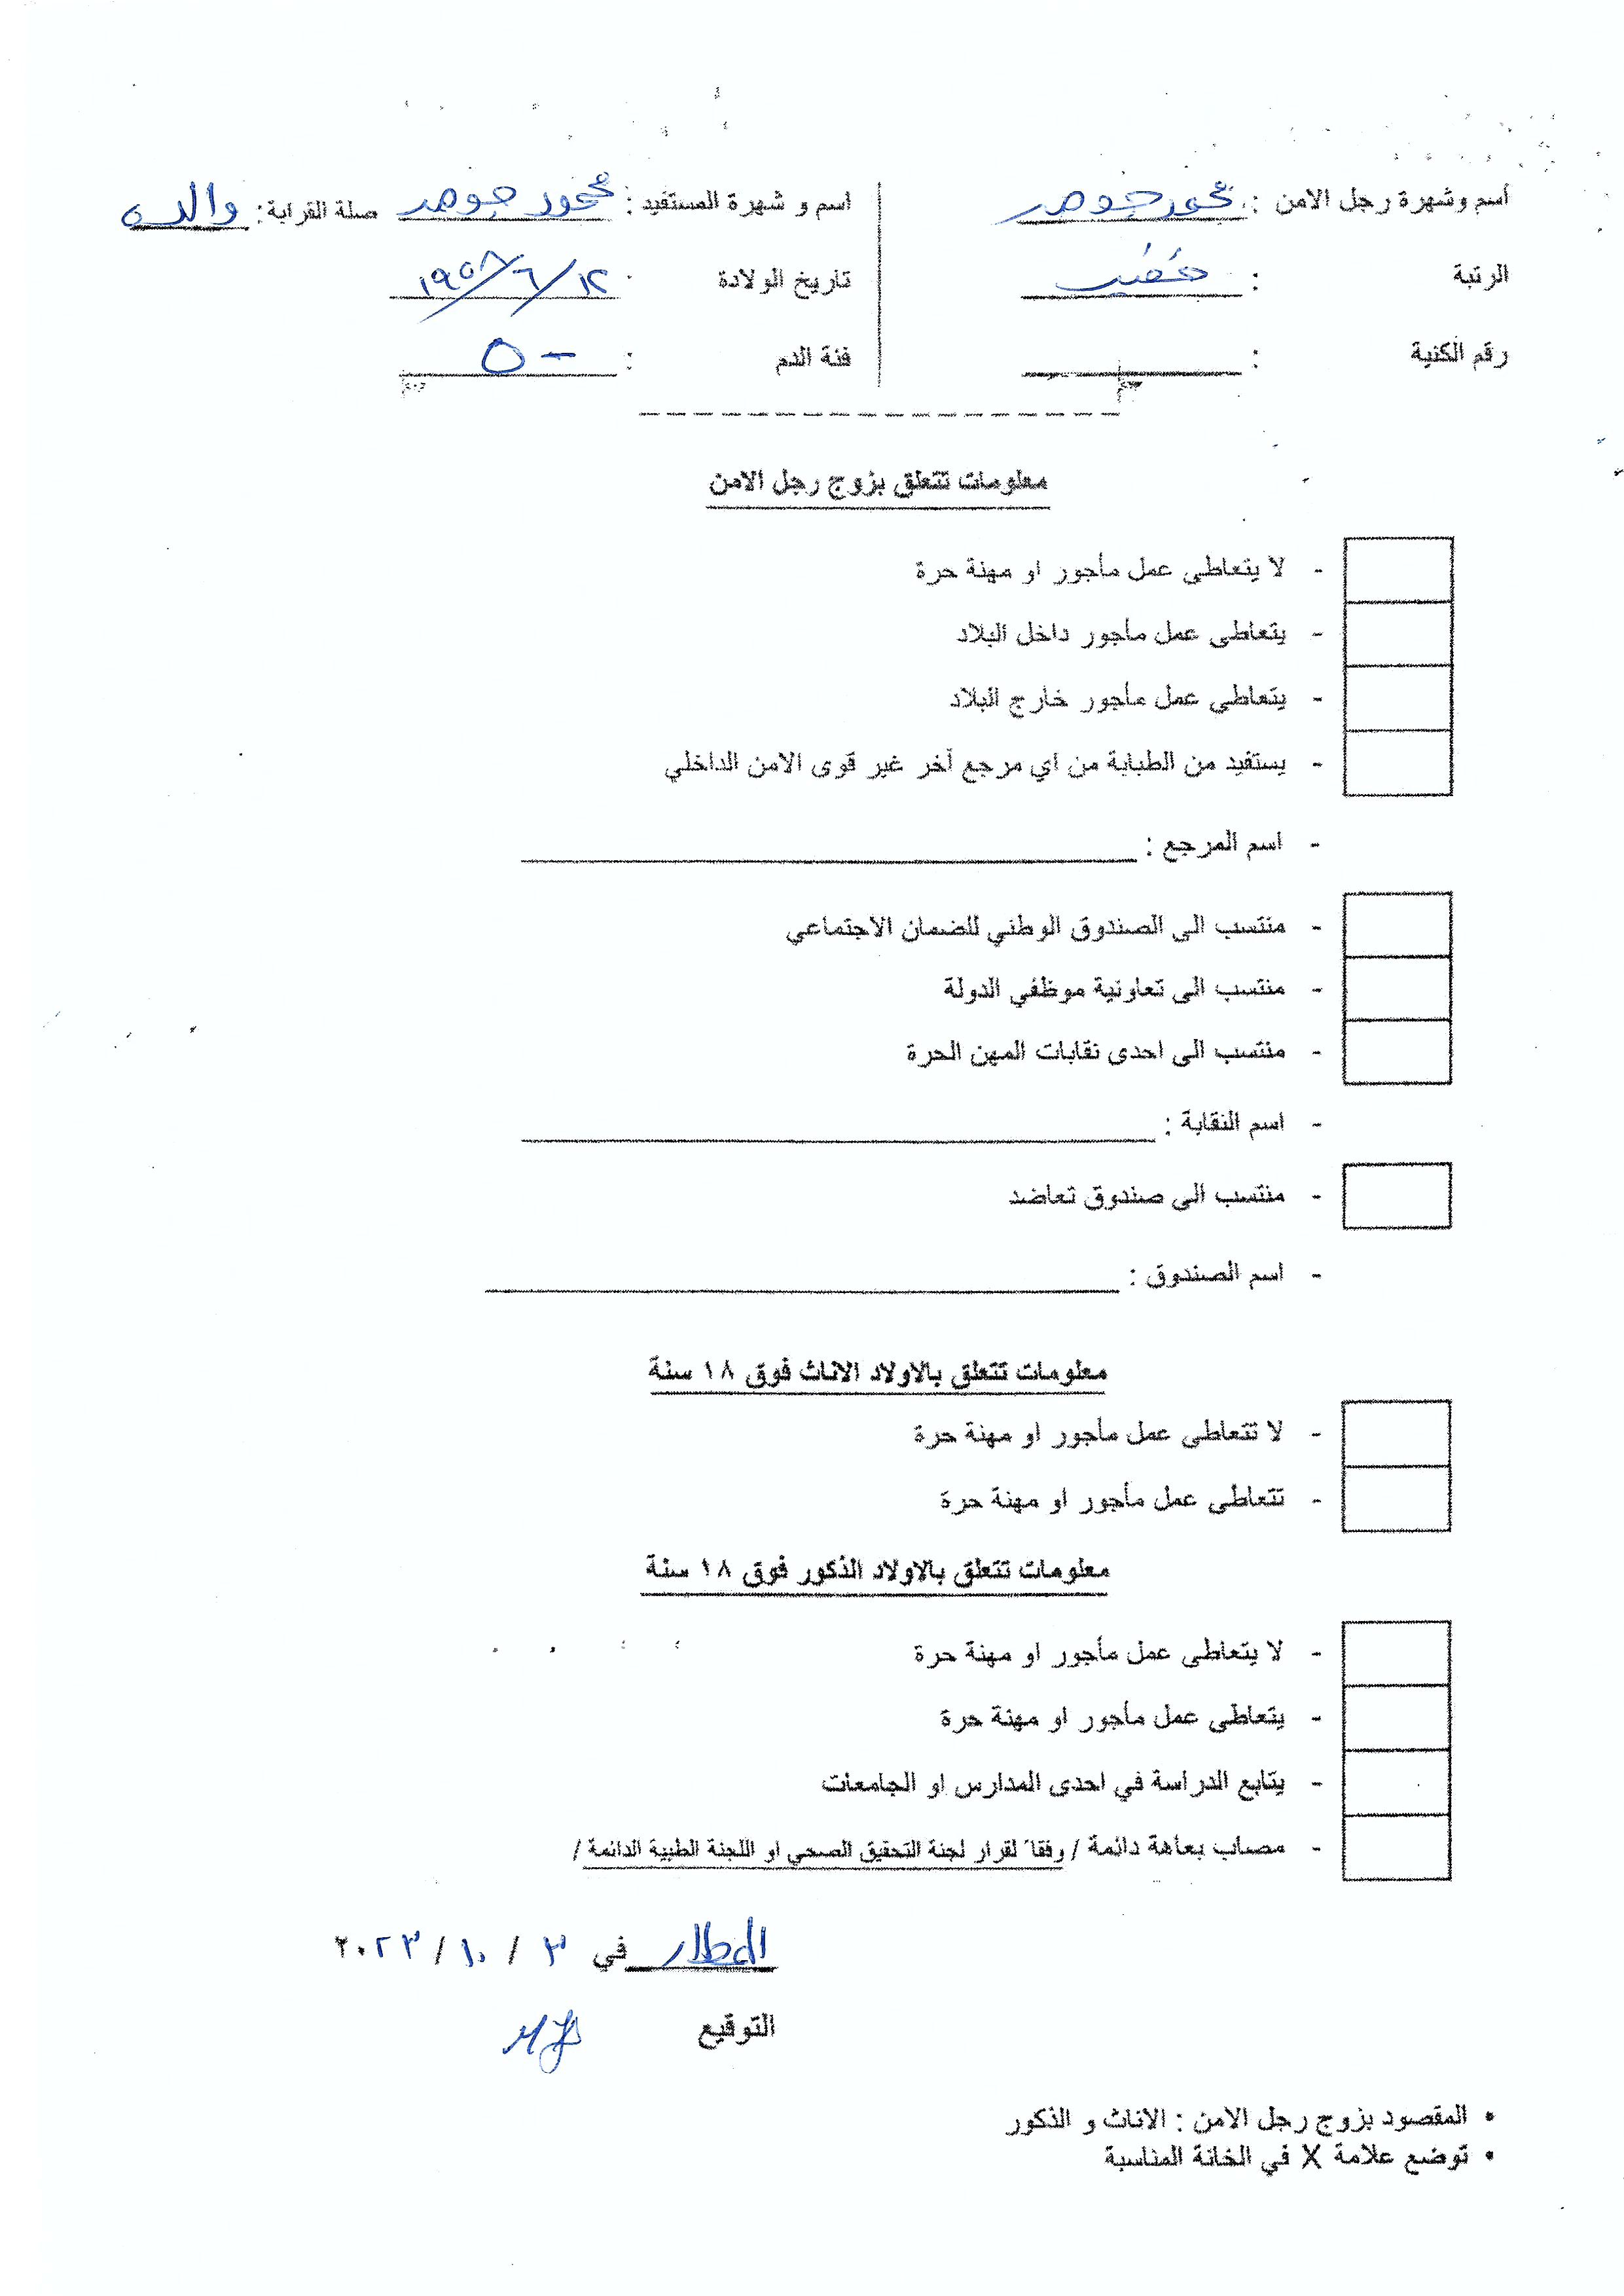 أسم وشهرة رجل الامن : محمود جوهر
اسم و شهرة المستفيد : محمود جوهر صلة القرابة: والده
الرتبة :
تاريخ الولادة : ١٢/ ٦/ ١٩٥٨
رقم الكنية :
فئة الدم : O -
معلومات تتعلق بزوج رجل الامن
- لا يتعاطى عمل مأجور او مهنة حرة
- يتعاطى عمل مأجور داخل البلاد
- يتعاطى عمل مأجور خارج البلاد
- يستفيد من الطبابة من اي مرجع آخر غير قوى الامن الداخلي
- اسم المرجع :
- منتسب الى الصندوق الوطني للضمان الاجتماعي
- منتسب الى تعاونية موظفي الدولة
- منتسب الى احدى نقابات المهن الحرة
- اسم النقابة :
- منتسب الى صندوق تعاضد
- اسم الصندوق :
معلومات تتعلق بالاولاد الاناث فوق ١٨ سنة
- لا تتعاطى عمل مأجور او مهنة حرة
- تتعاطى عمل مأجور او مهنة حرة
معلومات تتعلق بالاولاد الذكور فوق ١٨ سنة
- لا يتعاطى عمل مأجور او مهنة حرة
- يتعاطى عمل مأجور او مهنة حرة
- يتابع الدراسة في احدى المدارس او الجامعات
- مصاب بعاهة دائمة / وفقا لقرار لجنة التحقيق الصحي او اللجنة الطبية الدائمة /
المطار في ٣ / ١٠ / ٢٠٢٣
التوقيع
• المقصود بزوج رجل الامن : الاناث و الذكور
• توضع علامة X في الخانة المناسبة